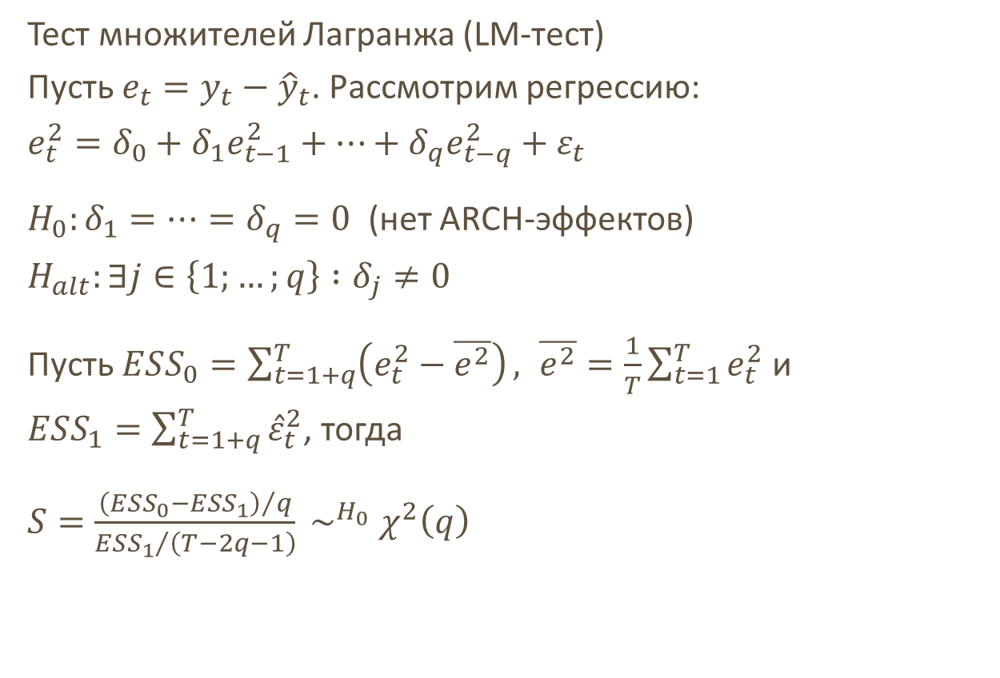 Тест множителей Лагранжа (LM-тест)
Пусть $e_t = y_t - \hat{y}_t$. Рассмотрим регрессию:
$e_t^2 = \delta_0 + \delta_1 e_{t-1}^2 + \cdots + \delta_q e_{t-q}^2 + \varepsilon_t$
$H_0: \delta_1 = \cdots = \delta_q = 0$ (нет ARCH-эффектов)
$H_{alt}: \exists j \in \{1; \ldots; q\} : \delta_j \neq 0$
Пусть $ESS_0 = \sum_{t=1+q}^{T} \left(e_t^2 - \overline{e^2}\right)$, $\overline{e^2} = \frac{1}{T} \sum_{t=1}^{T} e_t^2$ и
$ESS_1 = \sum_{t=1+q}^{T} \hat{\varepsilon}_t^2$, тогда
$S = \frac{(ESS_0 - ESS_1)/q}{ESS_1/(T-2q-1)} \sim^{H_0} \chi^2(q)$